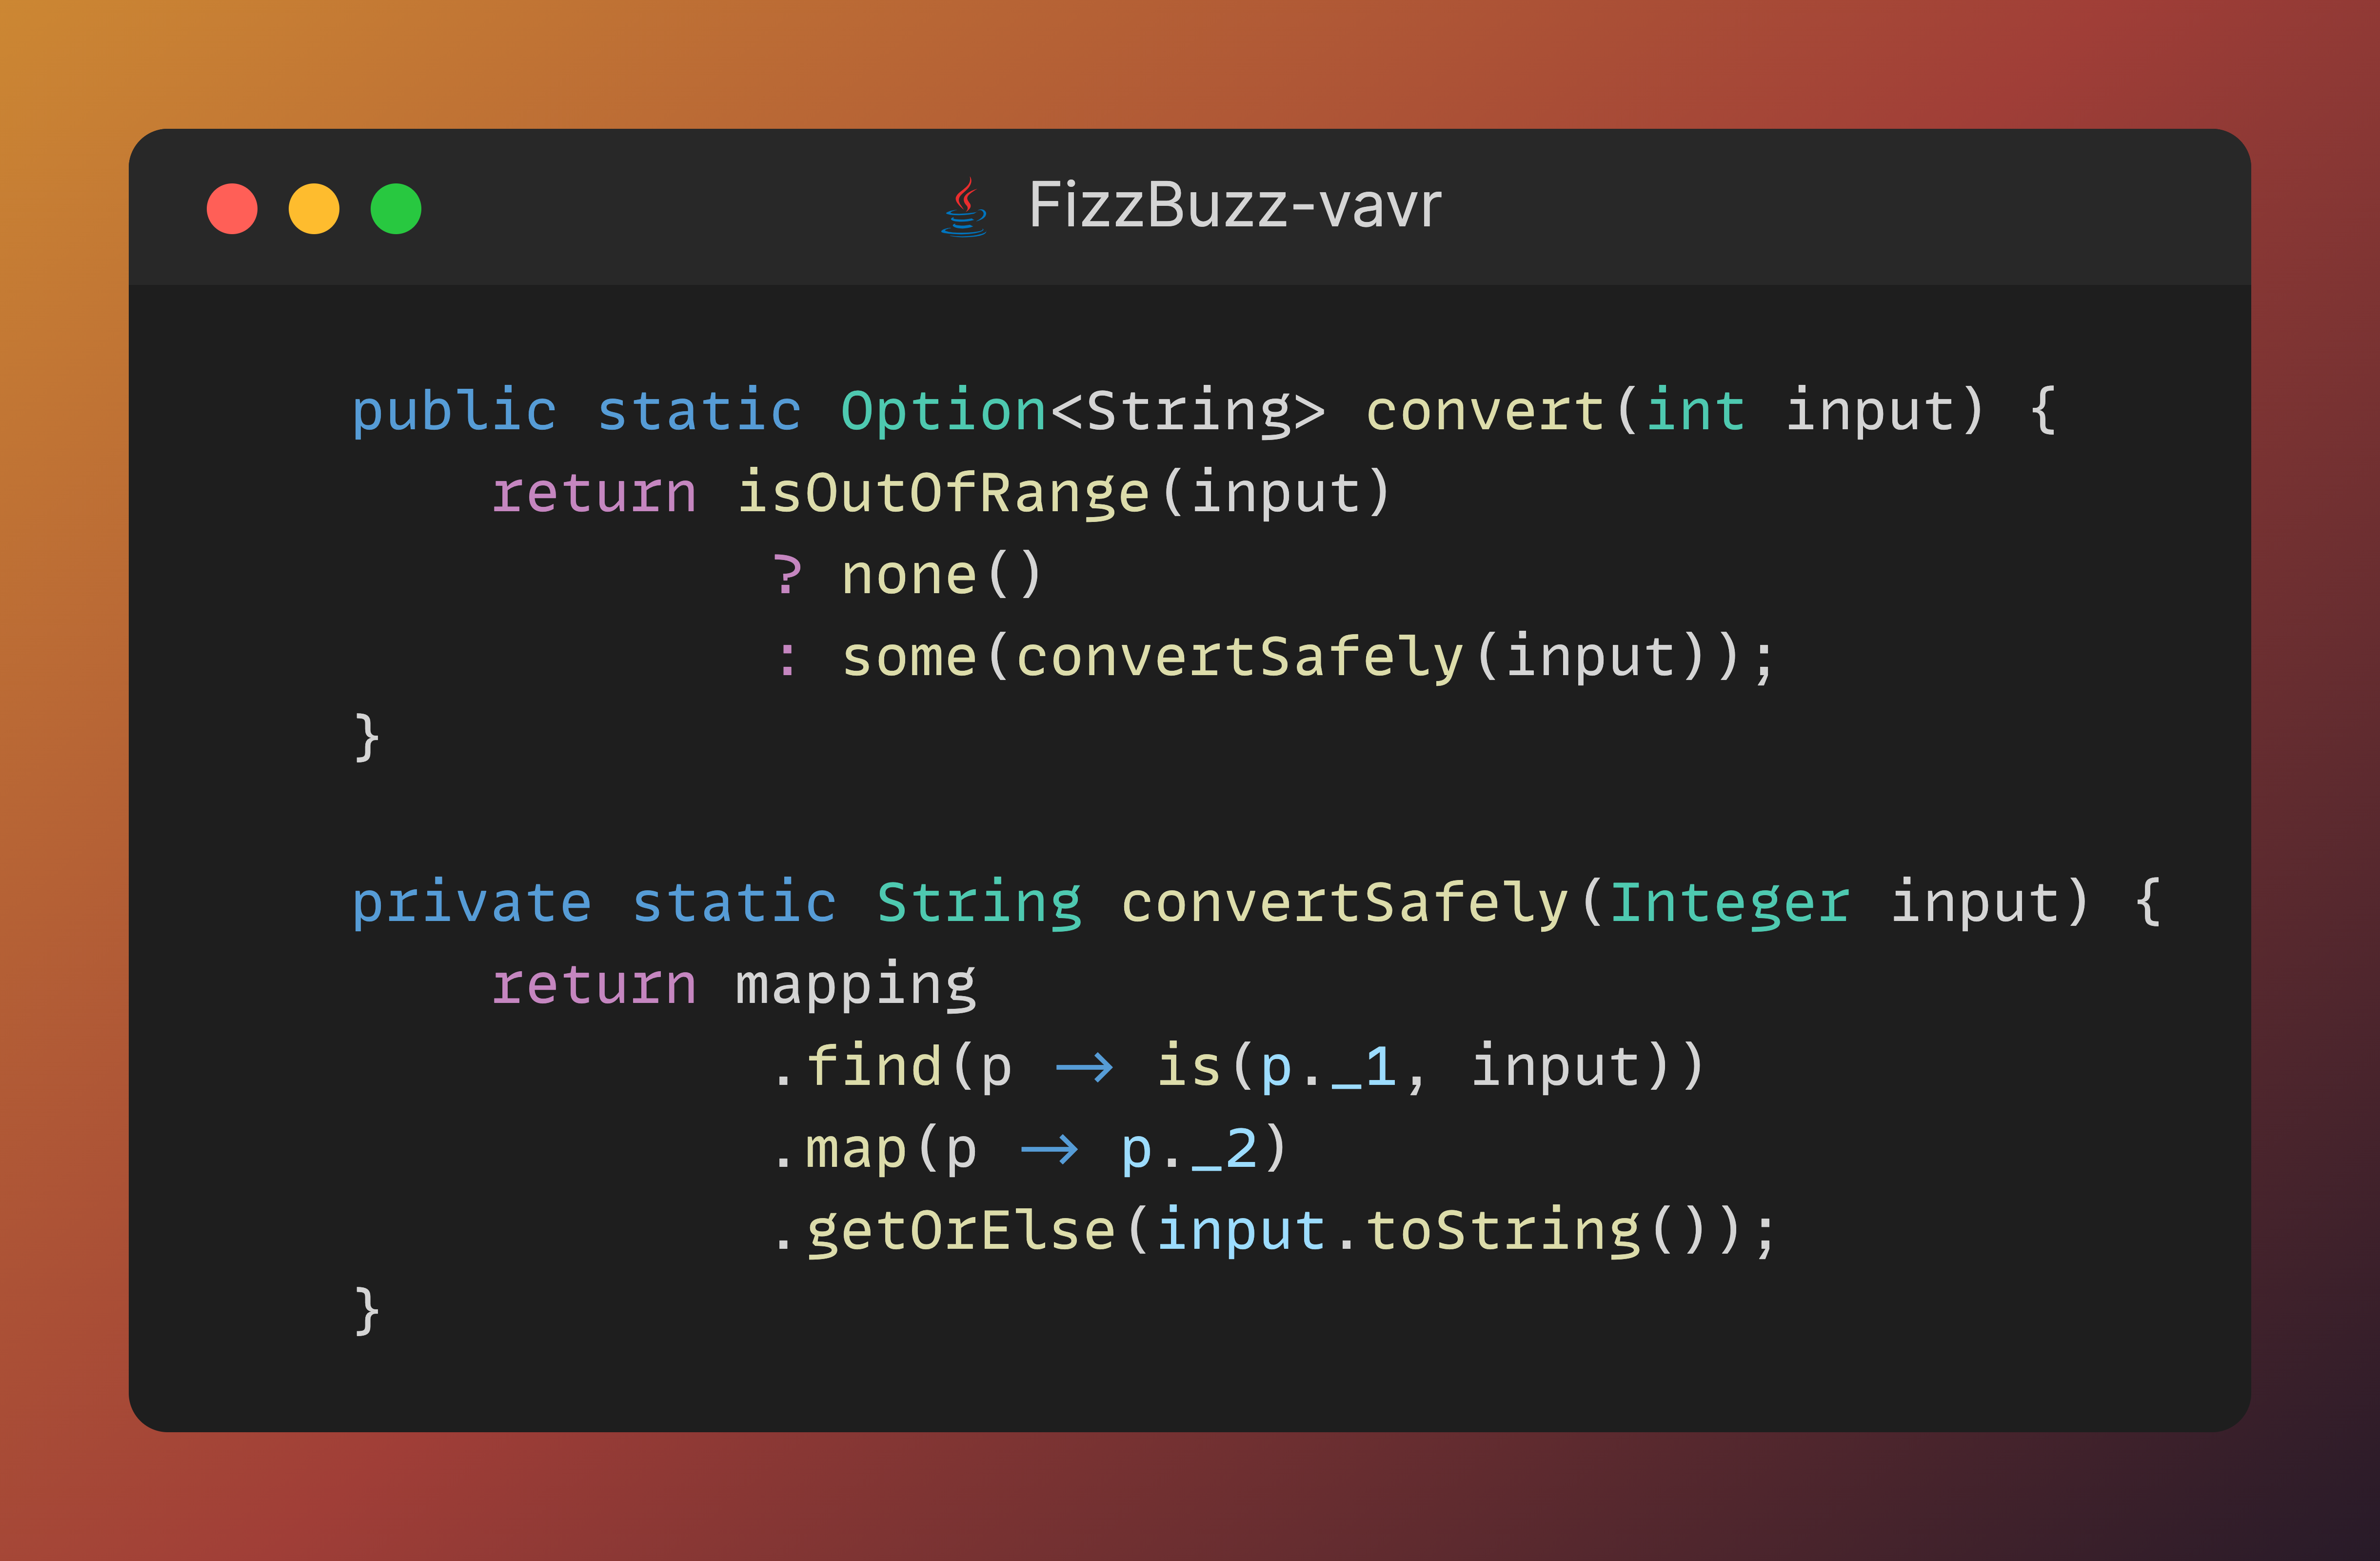 FizzBuzz-vavr
public static Option<String> convert(int input) {
    return isOutOfRange(input)
            ? none()
            : some(convertSafely(input));
}

private static String convertSafely(Integer input) {
    return mapping
            .find(p -> is(p._1, input))
            .map(p -> p._2)
            .getOrElse(input.toString());
}